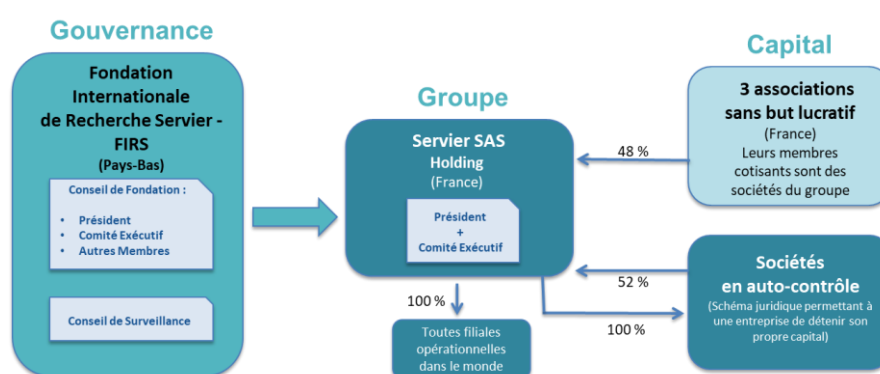 Gouvernance
Fondation
Internationale
de Recherche Servier -
FIRS
(Pays-Bas)
Conseil de Fondation :
• Président
• Comité Exécutif
• Autres Membres
Conseil de Surveillance
Groupe
Servier SAS
Holding
(France)
Président
+
Comité Exécutif
100 %
Toutes filiales
opérationnelles
dans le monde
Capital
3 associations
sans but lucratif
(France)
Leurs membres
cotisants sont des
sociétés du groupe
48 %
52 %
100 %
Sociétés
en auto-contrôle
(Schéma juridique permettant à
une entreprise de détenir son
propre capital)